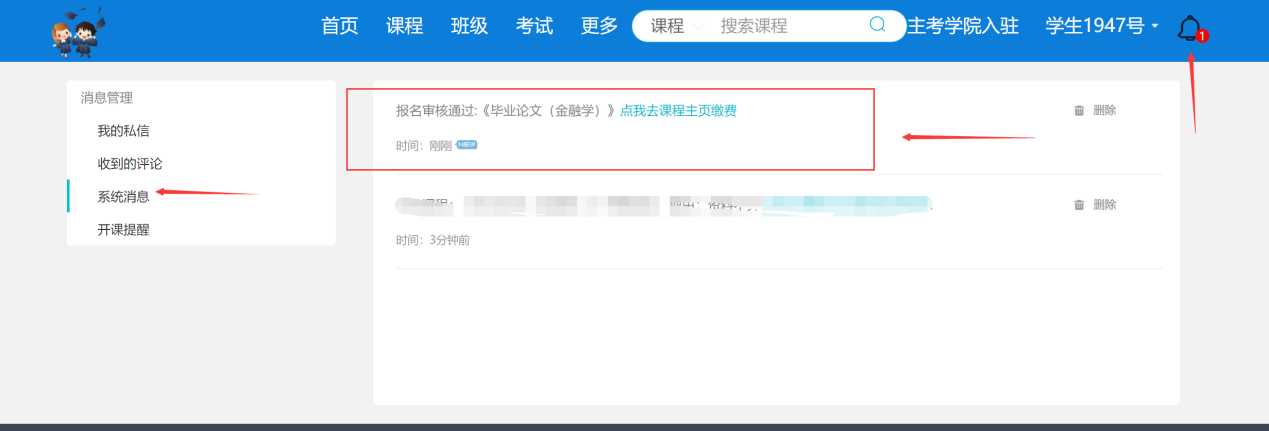 首页 课程 班级 考试 更多 课程 搜索课程 主考学院入驻 学生1947号 1
消息管理
我的私信
收到的评论
系统消息
开课提醒
报名审核通过:《毕业论文（金融学）》点我去课程主页缴费 删除
时间：刚刚 NEW
删除
时间：3分钟前